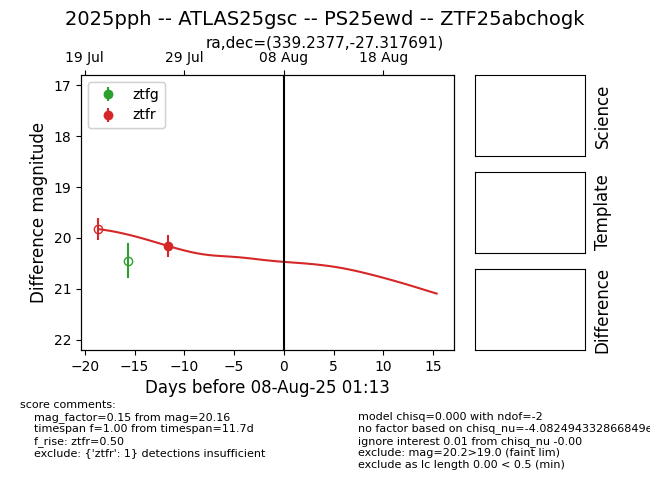 2025pph -- ATLAS25gsc -- PS25ewd -- ZTF25abchogk
ra,dec=(339.2377,-27.317691)
19 Jul 29 Jul 08 Aug 18 Aug
ztfg
ztfr
17
18
19
20
21
22
Difference magnitude
−20 −15 −10 −5 0 5 10 15
Days before 08-Aug-25 01:13
Science
Template
Difference
score comments:
mag_factor=0.15 from mag=20.16
timespan f=1.00 from timespan=11.7d
f_rise: ztfr=0.50
exclude: {'ztfr': 1} detections insufficient
model chisq=0.000 with ndof=-2
no factor based on chisq_nu=-4.082494332866849e
ignore interest 0.01 from chisq_nu -0.00
exclude: mag=20.2>19.0 (faint lim)
exclude as lc length 0.00 < 0.5 (min)